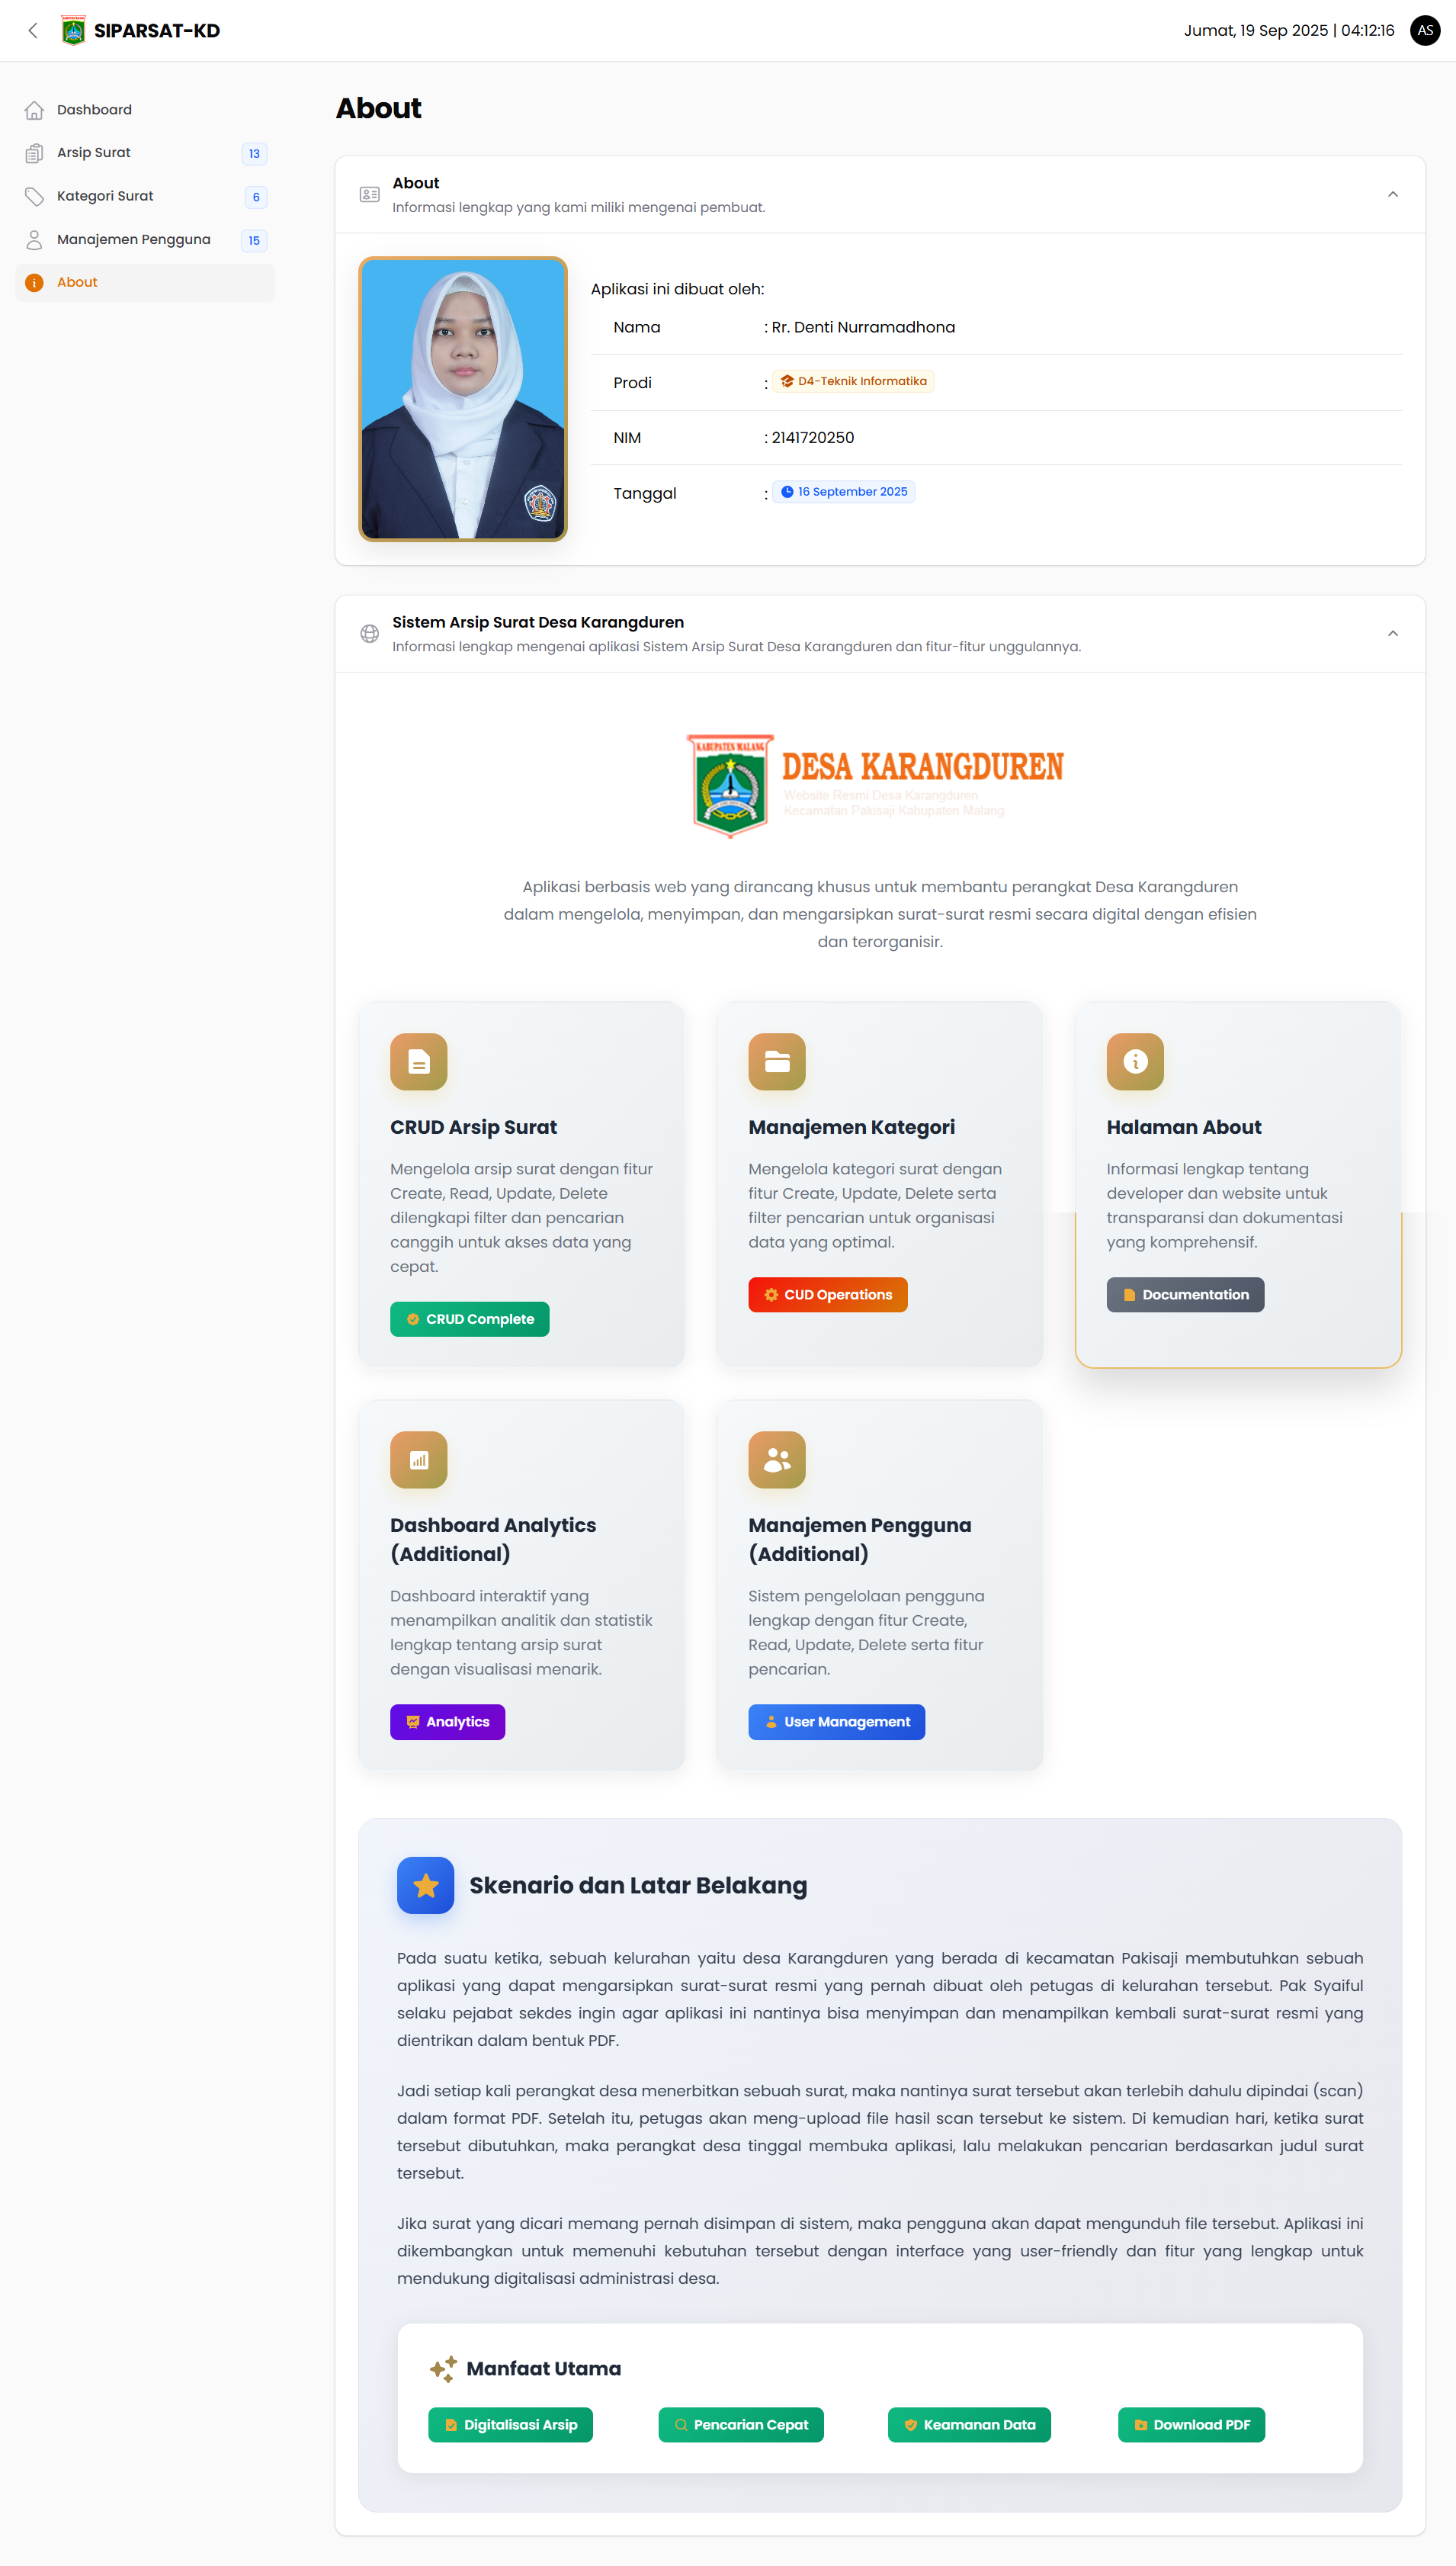 SIPARSAT-KD
Jumat, 19 Sep 2025 | 04:12:16
AS
Dashboard
Arsip Surat
13
Kategori Surat
6
Manajemen Pengguna
15
About
About
About
Informasi lengkap yang kami miliki mengenai pembuat.
Aplikasi ini dibuat oleh:
Nama : Rr. Denti Nurramadhona
Prodi : D4-Teknik Informatika
NIM : 2141720250
Tanggal : 16 September 2025
Sistem Arsip Surat Desa Karangduren
Informasi lengkap mengenai aplikasi Sistem Arsip Surat Desa Karangduren dan fitur-fitur unggulannya.
KABUPATEN MALANG
DESA KARANGDUREN
Website Resmi Desa Karangduren
Kecamatan Pakisaji Kabupaten Malang
Aplikasi berbasis web yang dirancang khusus untuk membantu perangkat Desa Karangduren
dalam mengelola, menyimpan, dan mengarsipkan surat-surat resmi secara digital dengan efisien
dan terorganisir.
CRUD Arsip Surat
Mengelola arsip surat dengan fitur
Create, Read, Update, Delete
dilengkapi filter dan pencarian
canggih untuk akses data yang
cepat.
CRUD Complete
Manajemen Kategori
Mengelola kategori surat dengan
fitur Create, Update, Delete serta
filter pencarian untuk organisasi
data yang optimal.
CUD Operations
Halaman About
Informasi lengkap tentang
developer dan website untuk
transparansi dan dokumentasi
yang komprehensif.
Documentation
Dashboard Analytics
(Additional)
Dashboard interaktif yang
menampilkan analitik dan statistik
lengkap tentang arsip surat
dengan visualisasi menarik.
Analytics
Manajemen Pengguna
(Additional)
Sistem pengelolaan pengguna
lengkap dengan fitur Create,
Read, Update, Delete serta fitur
pencarian.
User Management
Skenario dan Latar Belakang
Pada suatu ketika, sebuah kelurahan yaitu desa Karangduren yang berada di kecamatan Pakisaji membutuhkan sebuah
aplikasi yang dapat mengarsipkan surat-surat resmi yang pernah dibuat oleh petugas di kelurahan tersebut. Pak Syaiful
selaku pejabat sekdes ingin agar aplikasi ini nantinya bisa menyimpan dan menampilkan kembali surat-surat resmi yang
dientrikan dalam bentuk PDF.
Jadi setiap kali perangkat desa menerbitkan sebuah surat, maka nantinya surat tersebut akan terlebih dahulu dipindai (scan)
dalam format PDF. Setelah itu, petugas akan meng-upload file hasil scan tersebut ke sistem. Di kemudian hari, ketika surat
tersebut dibutuhkan, maka perangkat desa tinggal membuka aplikasi, lalu melakukan pencarian berdasarkan judul surat
tersebut.
Jika surat yang dicari memang pernah disimpan di sistem, maka pengguna akan dapat mengunduh file tersebut. Aplikasi ini
dikembangkan untuk memenuhi kebutuhan tersebut dengan interface yang user-friendly dan fitur yang lengkap untuk
mendukung digitalisasi administrasi desa.
Manfaat Utama
Digitalisasi Arsip
Pencarian Cepat
Keamanan Data
Download PDF